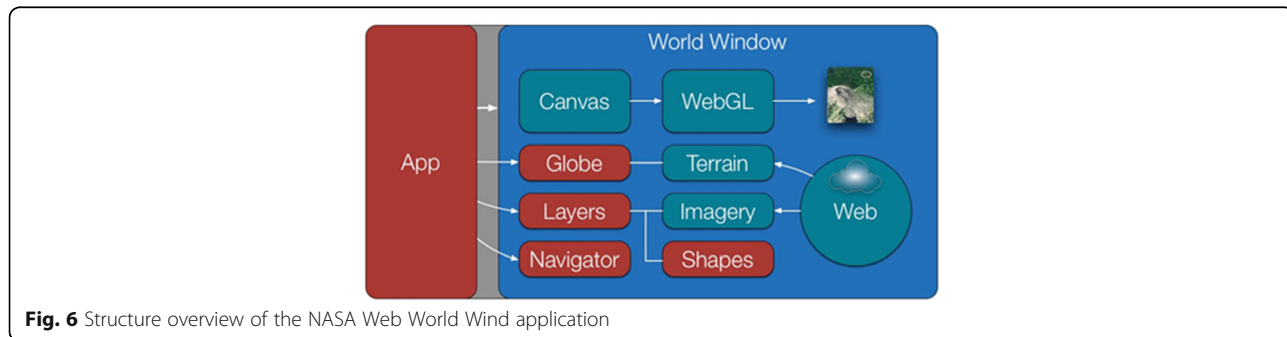 World Window
App
Canvas
WebGL
Globe
Terrain
Layers
Imagery
Web
Navigator
Shapes
Fig. 6 Structure overview of the NASA Web World Wind application